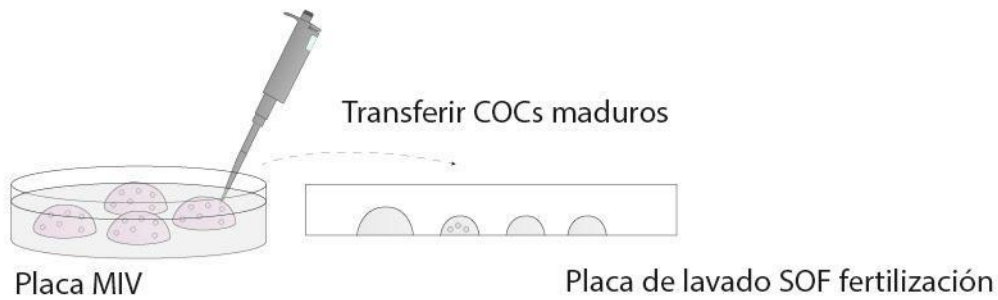 Transferir COCs maduros
Placa MIV
Placa de lavado SOF fertilización